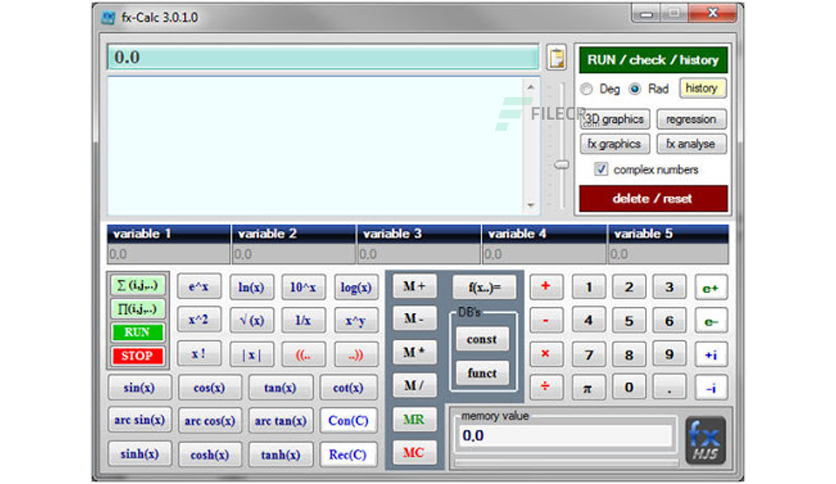 fx-Calc 3.0.1.0
0.0
RUN / check / history
Deg Rad history
FILECR
.com
3D graphics regression
fx graphics fx analyse
complex numbers
delete / reset
variable 1 variable 2 variable 3 variable 4 variable 5
0,0 0,0 0,0 0,0 0,0
∑(i,j,..) e^x ln(x) 10^x log(x) M+ f(x..)= + 1 2 3 e+
∏(i,j,..) x^2 √(x) 1/x x^y M- DB's - 4 5 6 e-
RUN const
STOP x! |x| ((.. ..)) M* × 7 8 9 +i
sin(x) cos(x) tan(x) cot(x) M/ funct ÷ π 0 . -i
arc sin(x) arc cos(x) arc tan(x) Con(C) MR memory value
0,0
sinh(x) cosh(x) tanh(x) Rec(C) MC
fx
HJS